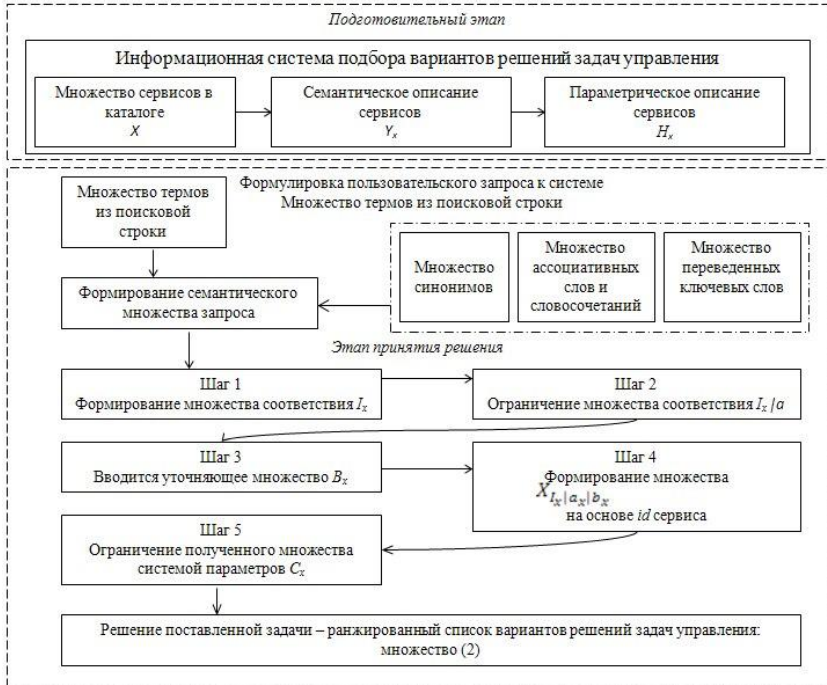 Подготовительный этап
Информационная система подбора вариантов решений задач управления
Множество сервисов в
каталоге
X
Семантическое описание
сервисов
Yₓ
Параметрическое описание
сервисов
Hₓ
Множество термов
из поисковой
строки
Формулировка пользовательского запроса к системе
Множество термов из поисковой строки
Множество
синонимов
Множество
ассоциативных
слов и
словосочетаний
Множество
переведенных
ключевых слов
Формирование семантического
множества запроса
Этап принятия решения
Шаг 1
Формирование множества соответствия Iₓ
Шаг 2
Ограничение множества соответствия Iₓ|a
Шаг 3
Вводится уточняющее множество Bₓ
Шаг 4
Формирование множества
X_{Iₓ|aₓ|bₓ}
на основе id сервиса
Шаг 5
Ограничение полученного множества
системой параметров Cₓ
Решение поставленной задачи – ранжированный список вариантов решений задач управления:
множество (2)